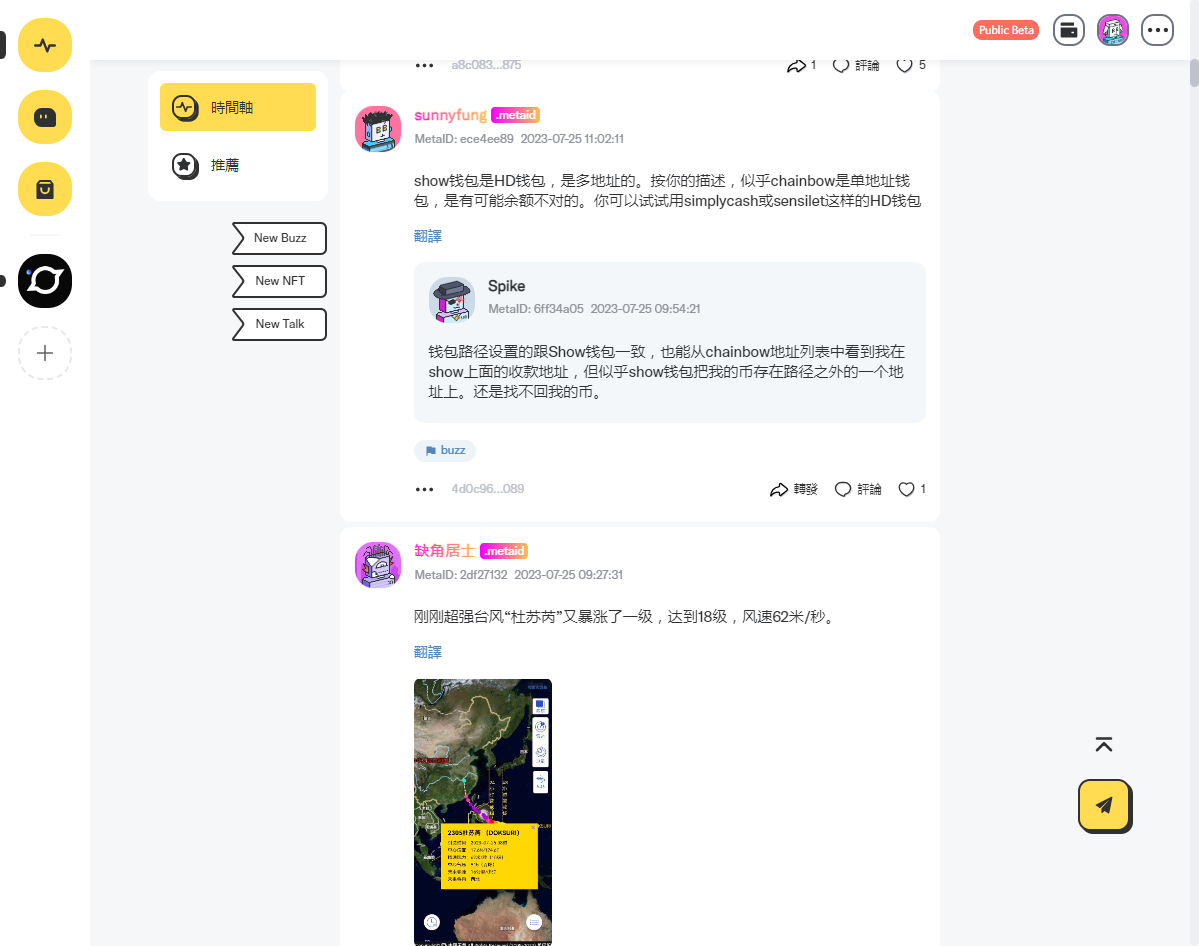 Public Beta
時間軸
推薦
New Buzz
New NFT
New Talk
a8c083...875
1
評論
5
sunnyfung .metaid
MetaID: ece4ee89 2023-07-25 11:02:11
show钱包是HD钱包，是多地址的。按你的描述，似乎chainbow是单地址钱
包，是有可能余额不对的。你可以试试用simplycash或sensilet这样的HD钱包
翻譯
Spike
MetaID: 6ff34a05 2023-07-25 09:54:21
钱包路径设置的跟Show钱包一致，也能从chainbow地址列表中看到我在
show上面的收款地址，但似乎show钱包把我的币存在路径之外的一个地
址上。还是找不回我的币。
buzz
4d0c96...089
轉發
評論
1
缺角居士 .metaid
MetaID: 2df27132 2023-07-25 09:27:31
刚刚超强台风“杜苏芮”又暴涨了一级，达到18级，风速62米/秒。
翻譯
2305杜苏芮 （DOKSURI）